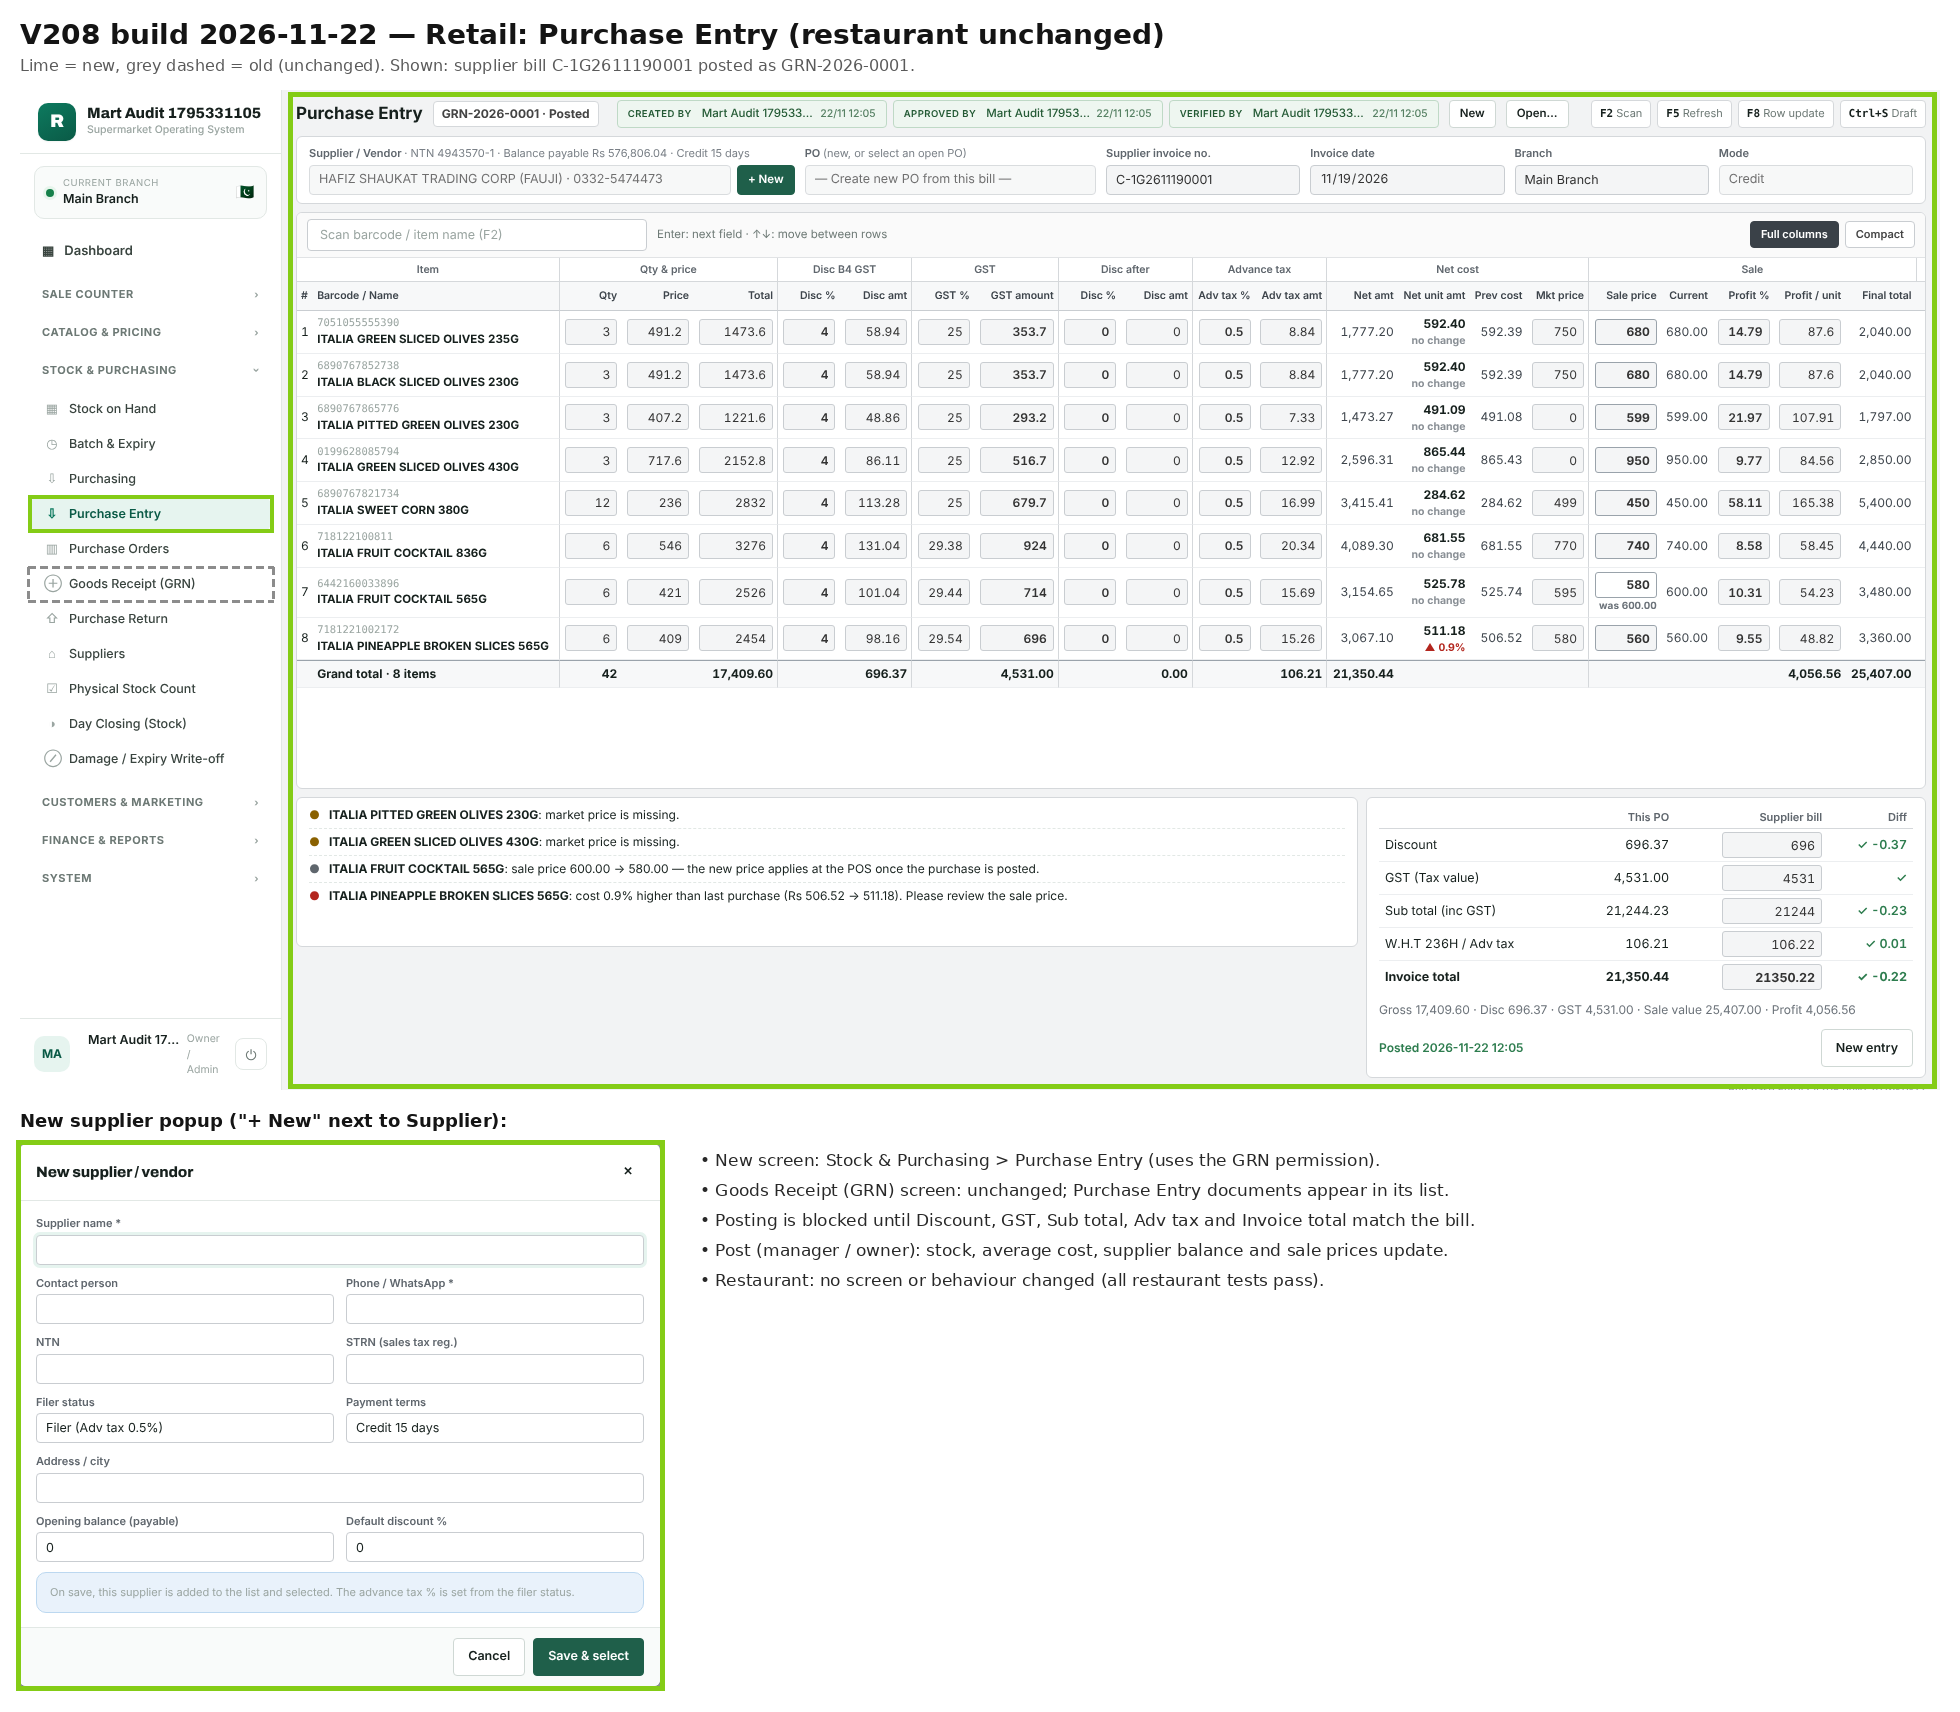 V208 build 2026-11-22 — Retail: Purchase Entry (restaurant unchanged)
Lime = new, grey dashed = old (unchanged). Shown: supplier bill C-1G2611190001 posted as GRN-2026-0001.
R
Mart Audit 1795331105
Supermarket Operating System
CURRENT BRANCH
Main Branch
Dashboard
SALE COUNTER
CATALOG & PRICING
STOCK & PURCHASING
Stock on Hand
Batch & Expiry
Purchasing
Purchase Entry
Purchase Orders
Goods Receipt (GRN)
Purchase Return
Suppliers
Physical Stock Count
Day Closing (Stock)
Damage / Expiry Write-off
CUSTOMERS & MARKETING
FINANCE & REPORTS
SYSTEM
MA
Mart Audit 17...
Owner
/
Admin
Purchase Entry GRN-2026-0001 · Posted CREATED BY Mart Audit 179533... 22/11 12:05 APPROVED BY Mart Audit 179533... 22/11 12:05 VERIFIED BY Mart Audit 179533... 22/11 12:05 New Open... F2 Scan F5 Refresh F8 Row update Ctrl+S Draft
Supplier / Vendor · NTN 4943570-1 · Balance payable Rs 576,806.04 · Credit 15 days PO (new, or select an open PO) Supplier invoice no. Invoice date Branch Mode
HAFIZ SHAUKAT TRADING CORP (FAUJI) · 0332-5474473 + New — Create new PO from this bill — C-1G2611190001 11/19/2026 Main Branch Credit
Scan barcode / item name (F2) Enter: next field · ↑↓: move between rows Full columns Compact
Item Qty & price Disc B4 GST GST Disc after Advance tax Net cost Sale
# Barcode / Name Qty Price Total Disc % Disc amt GST % GST amount Disc % Disc amt Adv tax % Adv tax amt Net amt Net unit amt Prev cost Mkt price Sale price Current Profit % Profit / unit Final total
7051055555390
1 ITALIA GREEN SLICED OLIVES 235G 3 491.2 1473.6 4 58.94 25 353.7 0 0 0.5 8.84 1,777.20 592.40 no change 592.39 750 680 680.00 14.79 87.6 2,040.00
6890767852738
2 ITALIA BLACK SLICED OLIVES 230G 3 491.2 1473.6 4 58.94 25 353.7 0 0 0.5 8.84 1,777.20 592.40 no change 592.39 750 680 680.00 14.79 87.6 2,040.00
6890767865776
3 ITALIA PITTED GREEN OLIVES 230G 3 407.2 1221.6 4 48.86 25 293.2 0 0 0.5 7.33 1,473.27 491.09 no change 491.08 0 599 599.00 21.97 107.91 1,797.00
0199628085794
4 ITALIA GREEN SLICED OLIVES 430G 3 717.6 2152.8 4 86.11 25 516.7 0 0 0.5 12.92 2,596.31 865.44 no change 865.43 0 950 950.00 9.77 84.56 2,850.00
6890767821734
5 ITALIA SWEET CORN 380G 12 236 2832 4 113.28 25 679.7 0 0 0.5 16.99 3,415.41 284.62 no change 284.62 499 450 450.00 58.11 165.38 5,400.00
718122100811
6 ITALIA FRUIT COCKTAIL 836G 6 546 3276 4 131.04 29.38 924 0 0 0.5 20.34 4,089.30 681.55 no change 681.55 770 740 740.00 8.58 58.45 4,440.00
6442160033896
7 ITALIA FRUIT COCKTAIL 565G 6 421 2526 4 101.04 29.44 714 0 0 0.5 15.69 3,154.65 525.78 no change 525.74 595 580 was 600.00 600.00 10.31 54.23 3,480.00
7181221002172
8 ITALIA PINEAPPLE BROKEN SLICES 565G 6 409 2454 4 98.16 29.54 696 0 0 0.5 15.26 3,067.10 511.18 ▲ 0.9% 506.52 580 560 560.00 9.55 48.82 3,360.00
Grand total · 8 items 42 17,409.60 696.37 4,531.00 0.00 106.21 21,350.44 4,056.56 25,407.00
ITALIA PITTED GREEN OLIVES 230G: market price is missing.
ITALIA GREEN SLICED OLIVES 430G: market price is missing.
ITALIA FRUIT COCKTAIL 565G: sale price 600.00 → 580.00 — the new price applies at the POS once the purchase is posted.
ITALIA PINEAPPLE BROKEN SLICES 565G: cost 0.9% higher than last purchase (Rs 506.52 → 511.18). Please review the sale price.
This PO Supplier bill Diff
Discount 696.37 696 ✓ -0.37
GST (Tax value) 4,531.00 4531 ✓
Sub total (inc GST) 21,244.23 21244 ✓ -0.23
W.H.T 236H / Adv tax 106.21 106.22 ✓ 0.01
Invoice total 21,350.44 21350.22 ✓ -0.22
Gross 17,409.60 · Disc 696.37 · GST 4,531.00 · Sale value 25,407.00 · Profit 4,056.56
Posted 2026-11-22 12:05 New entry
New supplier popup ("+ New" next to Supplier):
New supplier / vendor ×
Supplier name *
Contact person Phone / WhatsApp *
NTN STRN (sales tax reg.)
Filer status Payment terms
Filer (Adv tax 0.5%) Credit 15 days
Address / city
Opening balance (payable) Default discount %
0 0
On save, this supplier is added to the list and selected. The advance tax % is set from the filer status.
Cancel Save & select
• New screen: Stock & Purchasing > Purchase Entry (uses the GRN permission).
• Goods Receipt (GRN) screen: unchanged; Purchase Entry documents appear in its list.
• Posting is blocked until Discount, GST, Sub total, Adv tax and Invoice total match the bill.
• Post (manager / owner): stock, average cost, supplier balance and sale prices update.
• Restaurant: no screen or behaviour changed (all restaurant tests pass).